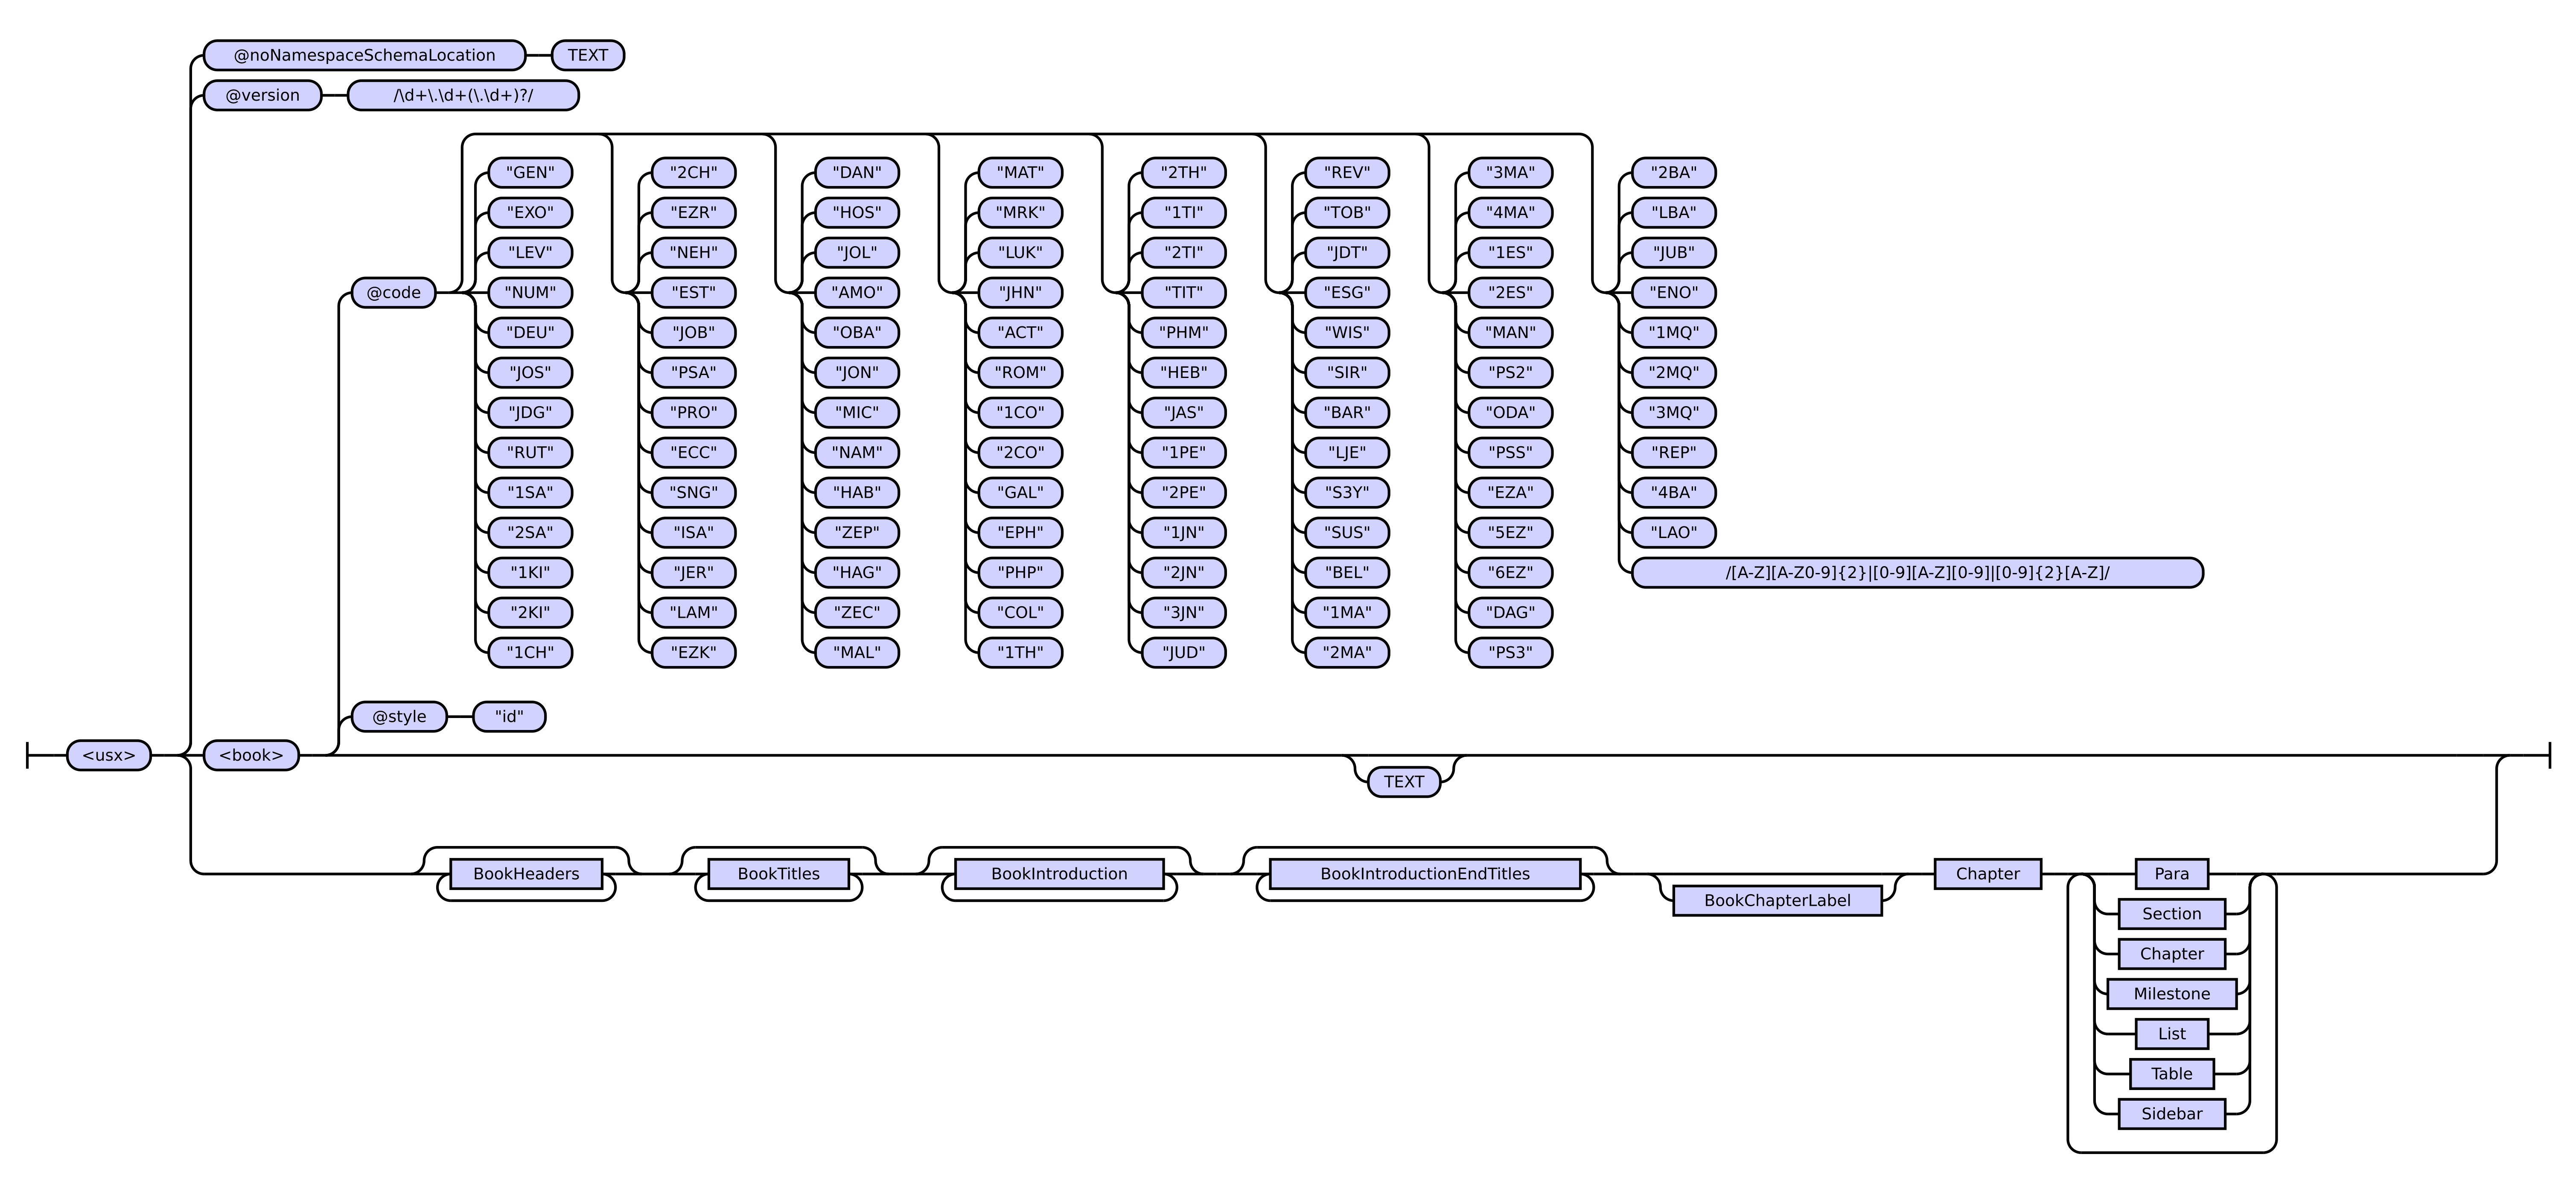 @noNamespaceSchemaLocation TEXT
@version /\d+\.\d+(\.\d+)?/
"GEN" "2CH" "DAN" "MAT" "2TH" "REV" "3MA" "2BA"
"EXO" "EZR" "HOS" "MRK" "1TI" "TOB" "4MA" "LBA"
"LEV" "NEH" "JOL" "LUK" "2TI" "JDT" "1ES" "JUB"
@code "NUM" "EST" "AMO" "JHN" "TIT" "ESG" "2ES" "ENO"
"DEU" "JOB" "OBA" "ACT" "PHM" "WIS" "MAN" "1MQ"
"JOS" "PSA" "JON" "ROM" "HEB" "SIR" "PS2" "2MQ"
"JDG" "PRO" "MIC" "1CO" "JAS" "BAR" "ODA" "3MQ"
"RUT" "ECC" "NAM" "2CO" "1PE" "LJE" "PSS" "REP"
"1SA" "SNG" "HAB" "GAL" "2PE" "S3Y" "EZA" "4BA"
"2SA" "ISA" "ZEP" "EPH" "1JN" "SUS" "5EZ" "LAO"
"1KI" "JER" "HAG" "PHP" "2JN" "BEL" "6EZ" /[A-Z][A-Z0-9]{2}|[0-9][A-Z][0-9]|[0-9]{2}[A-Z]/
"2KI" "LAM" "ZEC" "COL" "3JN" "1MA" "DAG"
"1CH" "EZK" "MAL" "1TH" "JUD" "2MA" "PS3"
@style "id"
<usx> <book>
TEXT
BookHeaders BookTitles BookIntroduction BookIntroductionEndTitles Chapter Para
BookChapterLabel
Section
Chapter
Milestone
List
Table
Sidebar